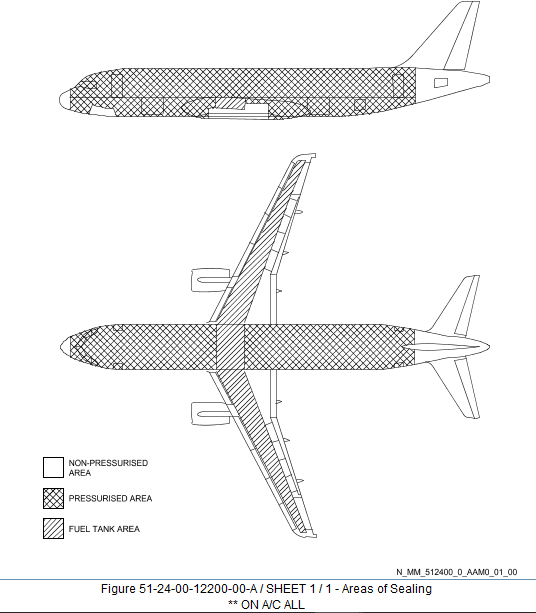 NON-PRESSURISED
AREA
PRESSURISED AREA
FUEL TANK AREA
N_MM_512400_0_AAM0_01_00
Figure 51-24-00-12200-00-A / SHEET 1 / 1 - Areas of Sealing
** ON A/C ALL